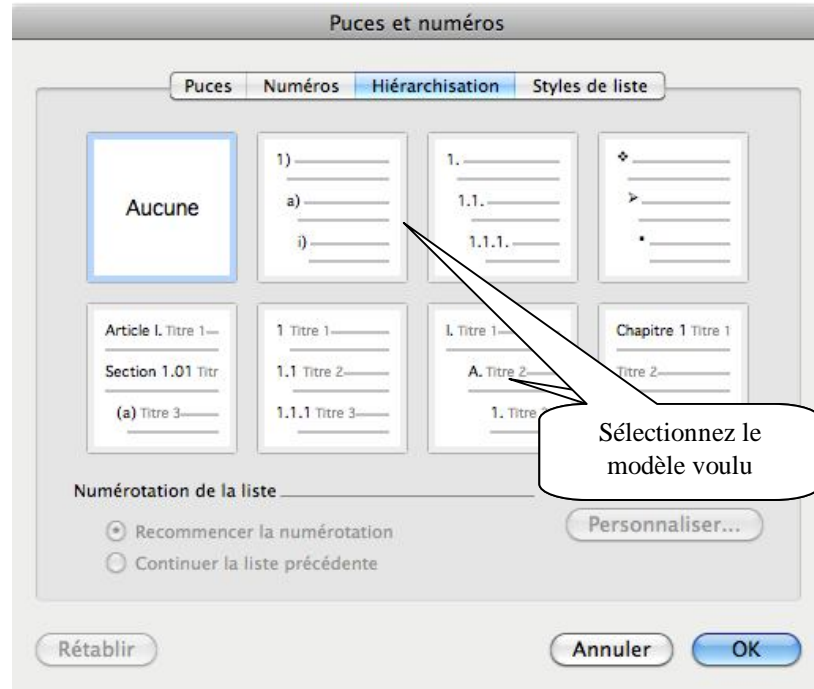 Puces et numéros
Puces Numéros Hiérarchisation Styles de liste
Aucune
1)
a)
i)
1.
1.1.
1.1.1.
Article I. Titre 1
Section 1.01 Titr
(a) Titre 3
1 Titre 1
1.1 Titre 2
1.1.1 Titre 3
I. Titre 1
A. Titre 2
1. Titre
Chapitre 1 Titre 1
Titre 2
Sélectionnez le
modèle voulu
Numérotation de la liste
Recommencer la numérotation
Continuer la liste précédente
Personnaliser...
Rétablir
Annuler
OK